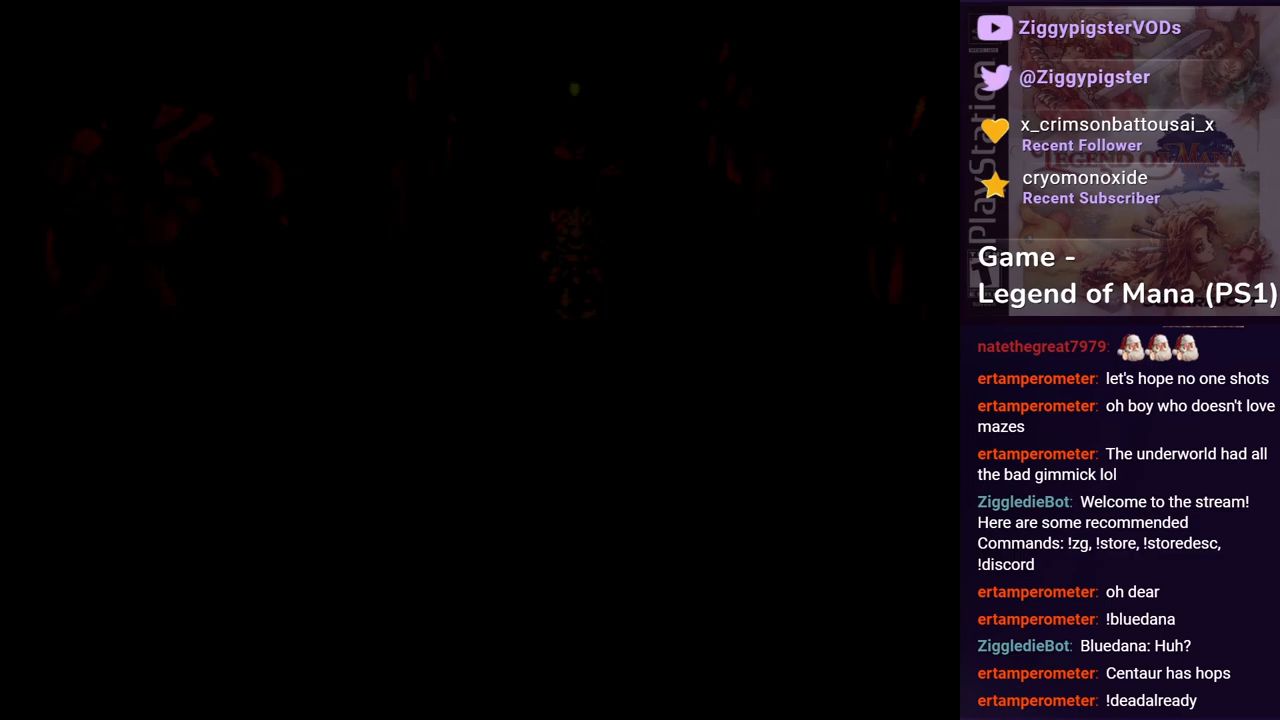 ZiggypigsterVODs
@Ziggypigster
x_crimsonbattousai_x
Recent Follower
cryomonoxide
Recent Subscriber
PlayStation
LEGEND OF MANA
Game -
Legend of Mana (PS1)
natethegreat7979:
ertamperometer: let's hope no one shots
ertamperometer: oh boy who doesn't love
mazes
ertamperometer: The underworld had all
the bad gimmick lol
ZiggledieBot: Welcome to the stream!
Here are some recommended
Commands: !zg, !store, !storedesc,
!discord
ertamperometer: oh dear
ertamperometer: !bluedana
ZiggledieBot: Bluedana: Huh?
ertamperometer: Centaur has hops
ertamperometer: !deadalready